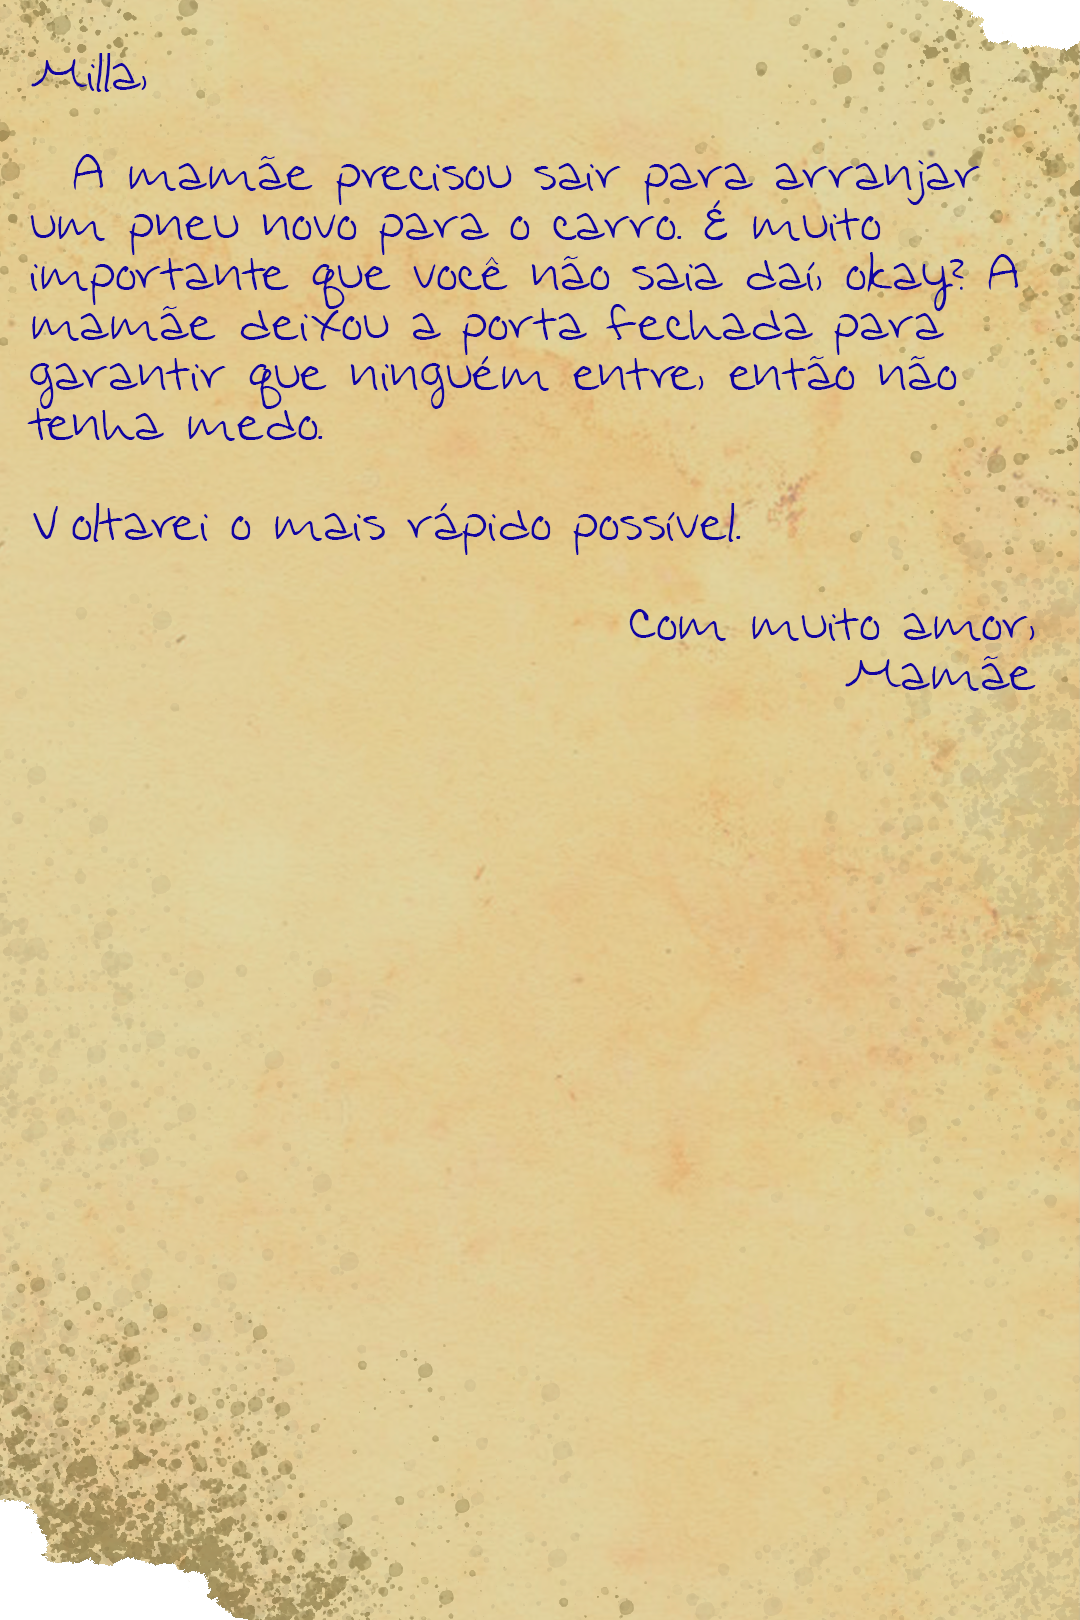 Milla,
A mamãe precisou sair para arranjar
um pneu novo para o carro. É muito
importante que você não saia daí, okay? A
mamãe deixou a porta fechada para
garantir que ninguém entre, então não
tenha medo.
Voltarei o mais rápido possível.
Com muito amor,
Mamãe